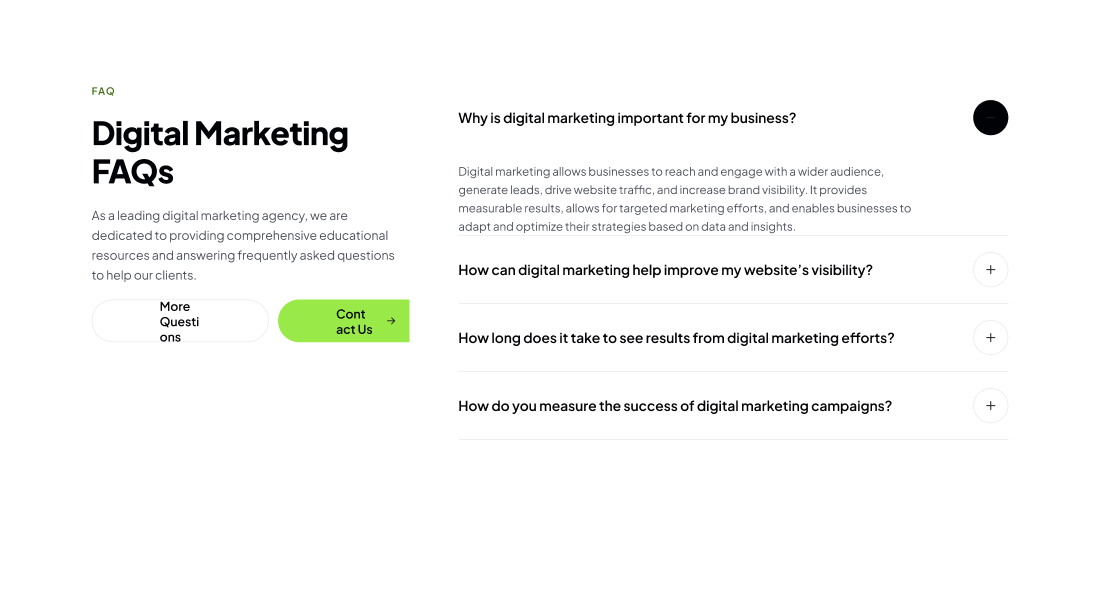 FAQ
Digital Marketing
FAQs
As a leading digital marketing agency, we are
dedicated to providing comprehensive educational
resources and answering frequently asked questions
to help our clients.
More
Questi
ons
Cont
act Us
Why is digital marketing important for my business?
Digital marketing allows businesses to reach and engage with a wider audience,
generate leads, drive website traffic, and increase brand visibility. It provides
measurable results, allows for targeted marketing efforts, and enables businesses to
adapt and optimize their strategies based on data and insights.
How can digital marketing help improve my website’s visibility?
How long does it take to see results from digital marketing efforts?
How do you measure the success of digital marketing campaigns?